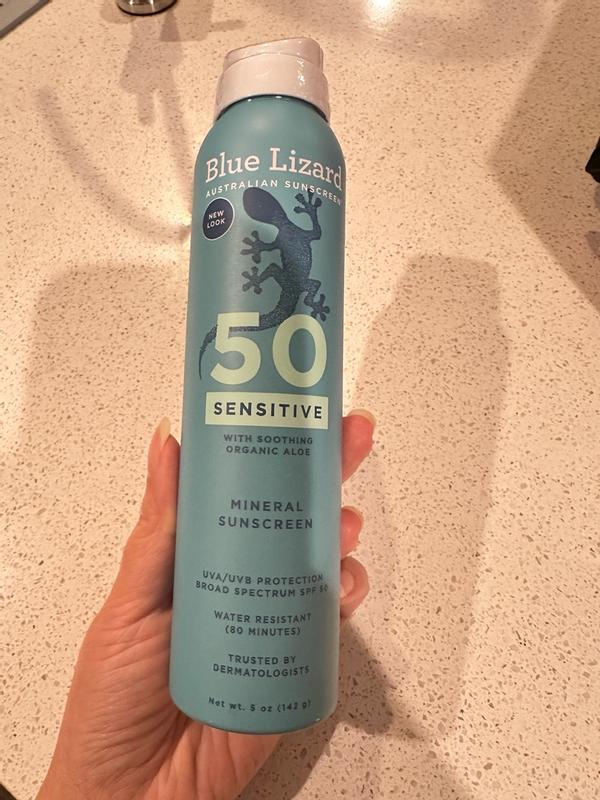 Blue Lizard
AUSTRALIAN SUNSCREEN
NEW
LOOK
50
SENSITIVE
WITH SOOTHING
ORGANIC ALOE
MINERAL
SUNSCREEN
UVA/UVB PROTECTION
BROAD SPECTRUM SPF 50
WATER RESISTANT
(80 MINUTES)
TRUSTED BY
DERMATOLOGISTS
Net wt. 5 oz (142 g)